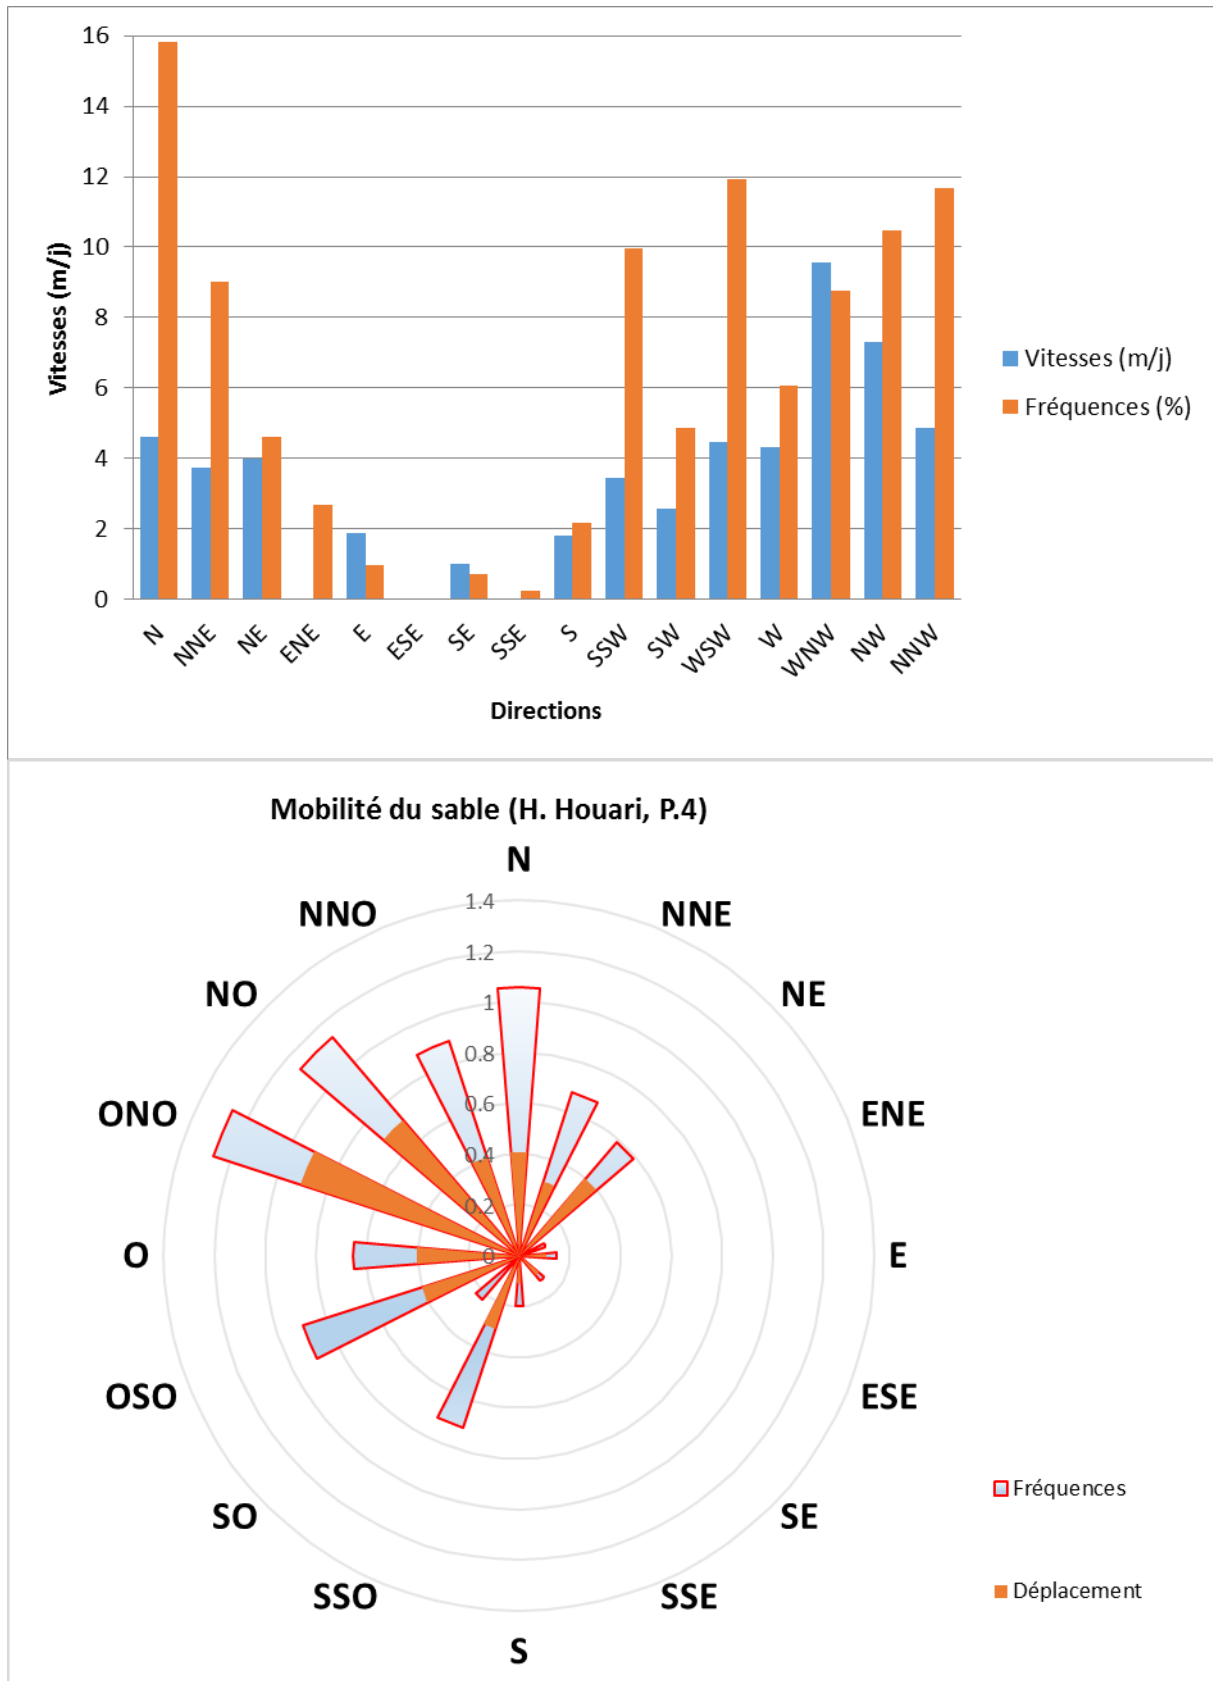 16
14
12
10
8
6
4
2
0
Vitesses (m/j)
N NNE NE ENE E ESE SE SSE S SSW SW WSW W WNW NW NNW
Directions
Vitesses (m/j)
Fréquences (%)
Mobilité du sable (H. Houari, P.4)
N
NNO
NNE
NO
NE
ONO
ENE
O
E
OSO
ESE
SO
SE
SSO
SSE
S
1.4
1.2
1
0.8
0.6
0.4
0.2
0
Fréquences
Déplacement